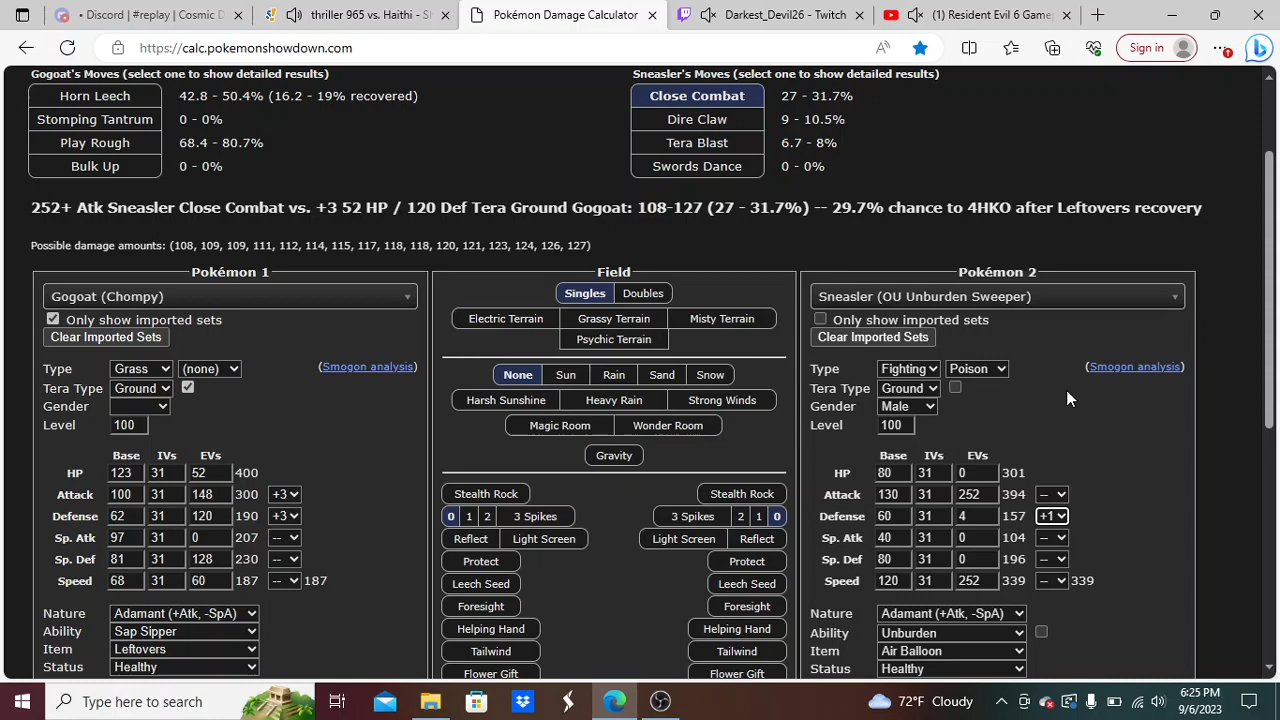 • Discord | #replay | Cosmic D
thriller 965 vs. Haithi - S
Pokémon Damage Calculator
Darkest_Devil26 - Twitch
(1) Resident Evil 6 Game
https://calc.pokemonshowdown.com
Sign in
Gogoat's Moves (select one to show detailed results)
Sneasler's Moves (select one to show detailed results)
Horn Leech 42.8 - 50.4% (16.2 - 19% recovered)
Close Combat 27 - 31.7%
Stomping Tantrum 0 - 0%
Dire Claw 9 - 10.5%
Play Rough 68.4 - 80.7%
Tera Blast 6.7 - 8%
Bulk Up 0 - 0%
Swords Dance 0 - 0%
252+ Atk Sneasler Close Combat vs. +3 52 HP / 120 Def Tera Ground Gogoat: 108-127 (27 - 31.7%) -- 29.7% chance to 4HKO after Leftovers recovery
Possible damage amounts: (108, 109, 109, 111, 112, 114, 115, 117, 118, 118, 120, 121, 123, 124, 126, 127)
Pokémon 1
Gogoat (Chompy)
Only show imported sets
Clear Imported Sets
Type Grass (none) (Smogon analysis)
Tera Type Ground
Gender
Level 100
Base IVs EVs
HP 123 31 52 400
Attack 100 31 148 300 +3
Defense 62 31 120 190 +3
Sp. Atk 97 31 0 207 --
Sp. Def 81 31 128 230 --
Speed 68 31 60 187 -- 187
Nature Adamant (+Atk, -SpA)
Ability Sap Sipper
Item Leftovers
Status Healthy
Field
Singles Doubles
Electric Terrain Grassy Terrain Misty Terrain
Psychic Terrain
None Sun Rain Sand Snow
Harsh Sunshine Heavy Rain Strong Winds
Magic Room Wonder Room
Gravity
Stealth Rock Stealth Rock
0 1 2 3 Spikes 3 Spikes 2 1 0
Reflect Light Screen Light Screen Reflect
Protect Protect
Leech Seed Leech Seed
Foresight Foresight
Helping Hand Helping Hand
Tailwind Tailwind
Flower Gift Flower Gift
Pokémon 2
Sneasler (OU Unburden Sweeper)
Only show imported sets
Clear Imported Sets
Type Fighting Poison (Smogon analysis)
Tera Type Ground
Gender Male
Level 100
Base IVs EVs
HP 80 31 0 301
Attack 130 31 252 394 --
Defense 60 31 4 157 +1
Sp. Atk 40 31 0 104 --
Sp. Def 80 31 0 196 --
Speed 120 31 252 339 -- 339
Nature Adamant (+Atk, -SpA)
Ability Unburden
Item Air Balloon
Status Healthy
Type here to search
72°F Cloudy
6:25 PM
9/6/2023